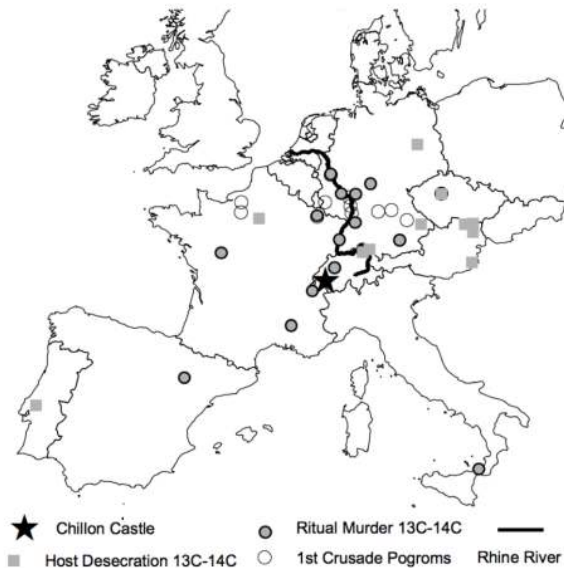 Chillon Castle Ritual Murder 13C-14C
Host Desecration 13C-14C 1st Crusade Pogroms Rhine River